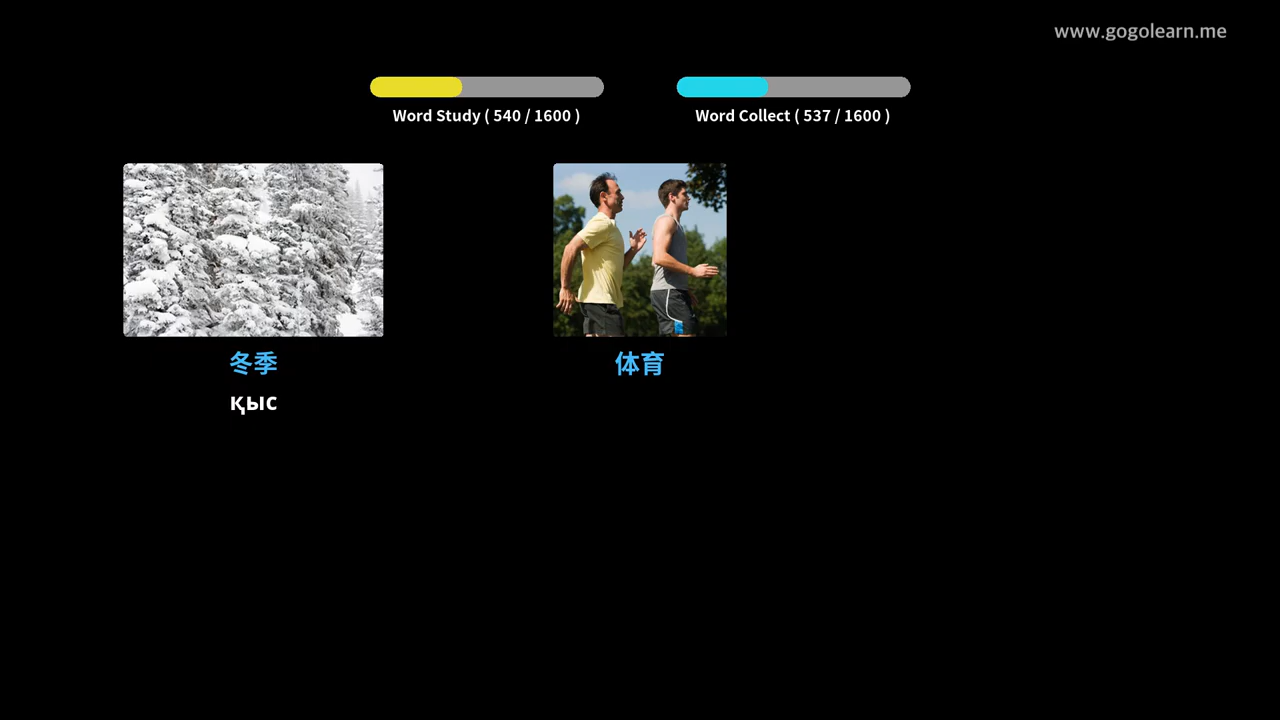 www.gogolearn.me
Word Study ( 540 / 1600 )
Word Collect ( 537 / 1600 )
冬季
体育
қыс